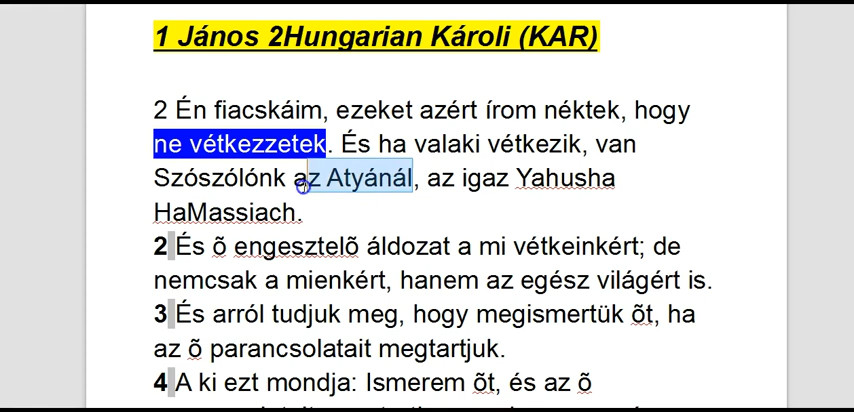 1 János 2Hungarian Károli (KAR)
2 Én fiacskáim, ezeket azért írom néktek, hogy
ne vétkezzetek. És ha valaki vétkezik, van
Szószólónk az Atyánál, az igaz Yahusha
HaMassiach.
2 És õ engesztelõ áldozat a mi vétkeinkért; de
nemcsak a mienkért, hanem az egész világért is.
3 És arról tudjuk meg, hogy megismertük õt, ha
az õ parancsolatait megtartjuk.
4 A ki ezt mondja: Ismerem õt, és az õ